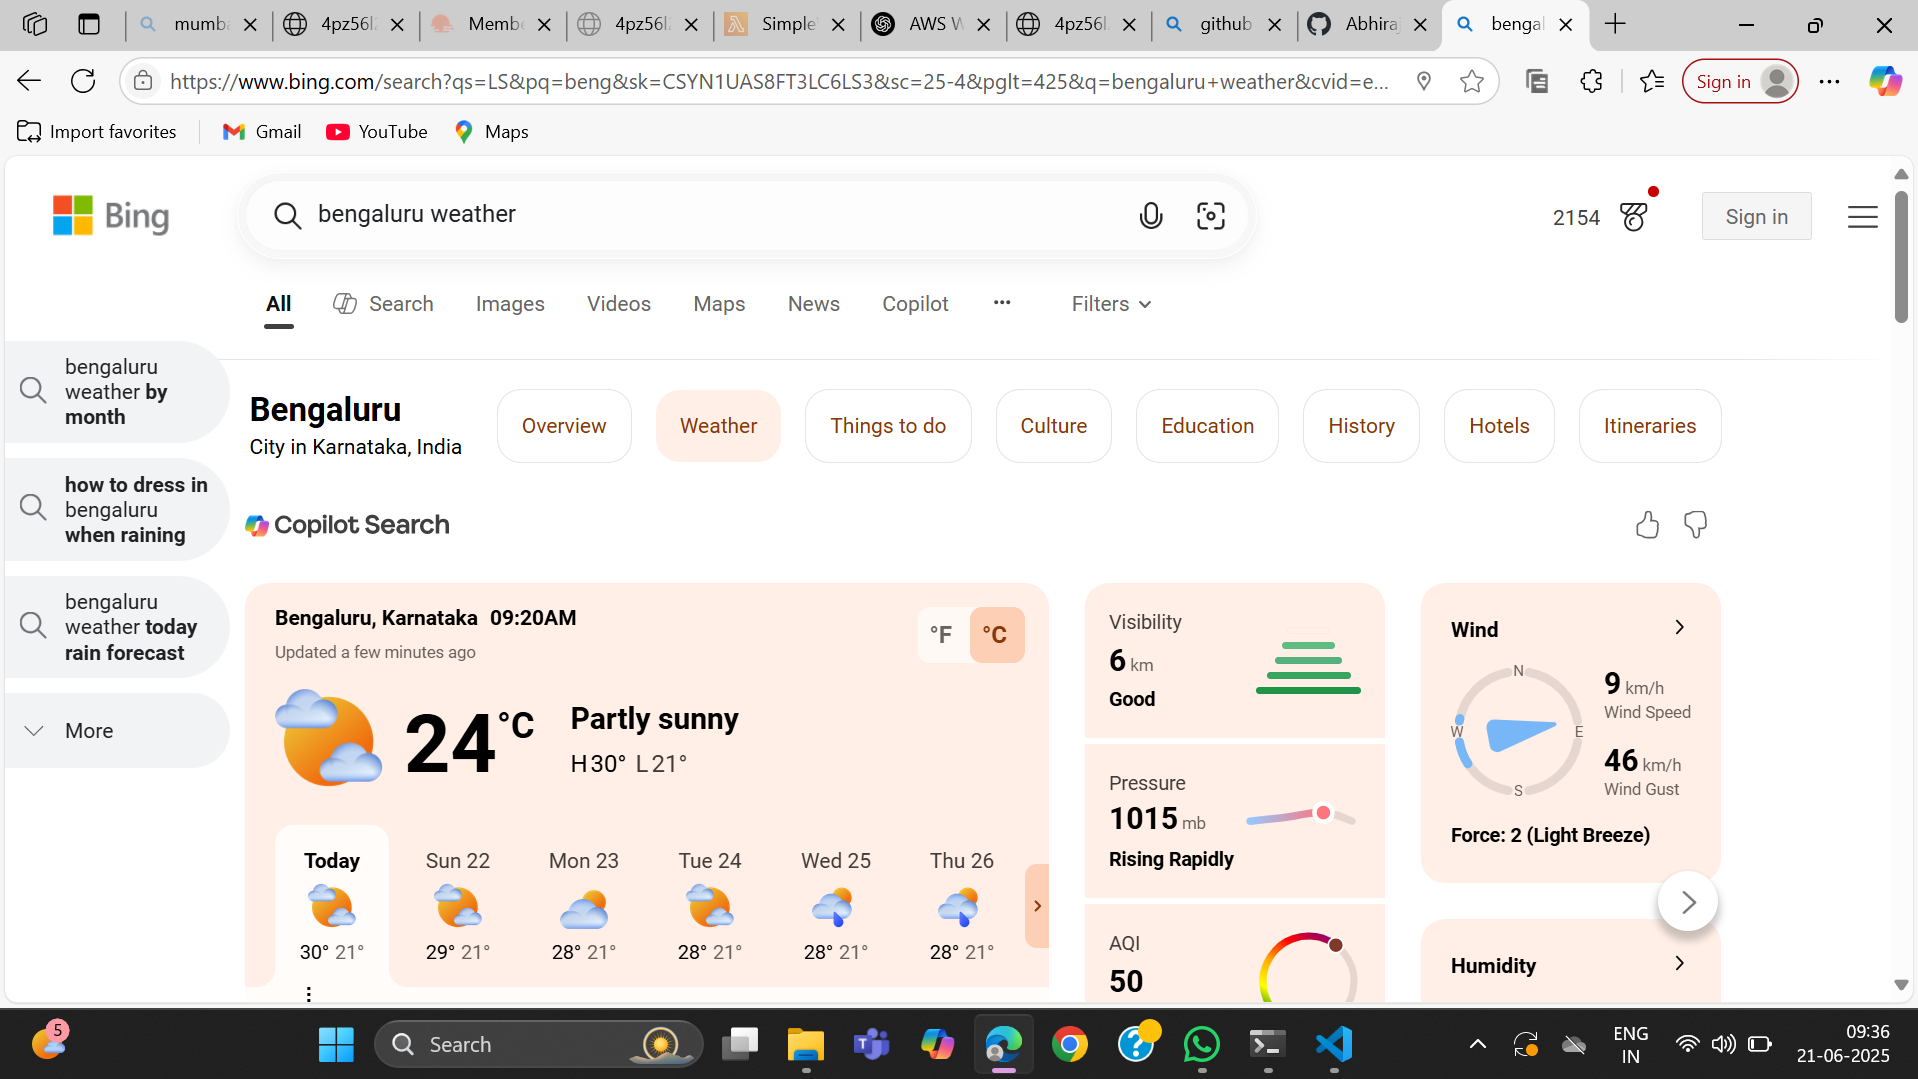 mumba
4pz56l2
Membe
4pz56l2
Simple
AWS W
4pz56l.
github
Abhiraj
bengal
https://www.bing.com/search?qs=LS&pq=beng&sk=CSYN1UAS8FT3LC6LS3&sc=25-4&pglt=425&q=bengaluru+weather&cvid=e...
Sign in
Import favorites
Gmail
YouTube
Maps
Bing
bengaluru weather
2154
Sign in
All
Search
Images
Videos
Maps
News
Copilot
Filters
bengaluru
weather by
month
how to dress in
bengaluru
when raining
bengaluru
weather today
rain forecast
More
Bengaluru
City in Karnataka, India
Overview
Weather
Things to do
Culture
Education
History
Hotels
Itineraries
Copilot Search
Bengaluru, Karnataka 09:20AM
Updated a few minutes ago
°F
°C
24 °C
Partly sunny
H 30° L 21°
Today
30° 21°
Sun 22
29° 21°
Mon 23
28° 21°
Tue 24
28° 21°
Wed 25
28° 21°
Thu 26
28° 21°
Visibility
6 km
Good
Pressure
1015 mb
Rising Rapidly
AQI
50
Wind
N
W
E
S
9 km/h
Wind Speed
46 km/h
Wind Gust
Force: 2 (Light Breeze)
Humidity
5
Search
ENG
IN
09:36
21-06-2025